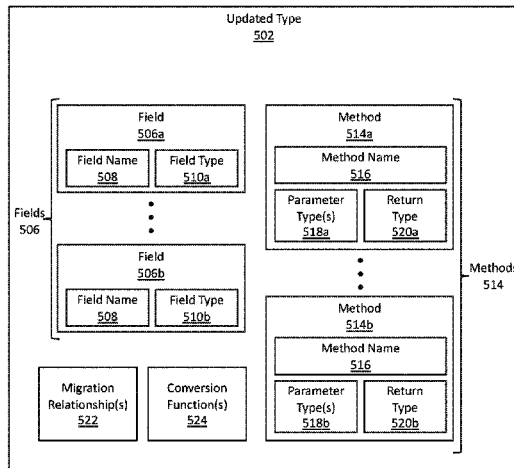 Updated Type
502
Field
506a
Field Name
508
Field Type
510a
Fields
506
Field
506b
Field Name
508
Field Type
510b
Migration
Relationship(s)
522
Conversion
Function(s)
524
Method
514a
Method Name
516
Parameter
Type(s)
518a
Return
Type
520a
Methods
514
Method
514b
Method Name
516
Parameter
Type(s)
518b
Return
Type
520b